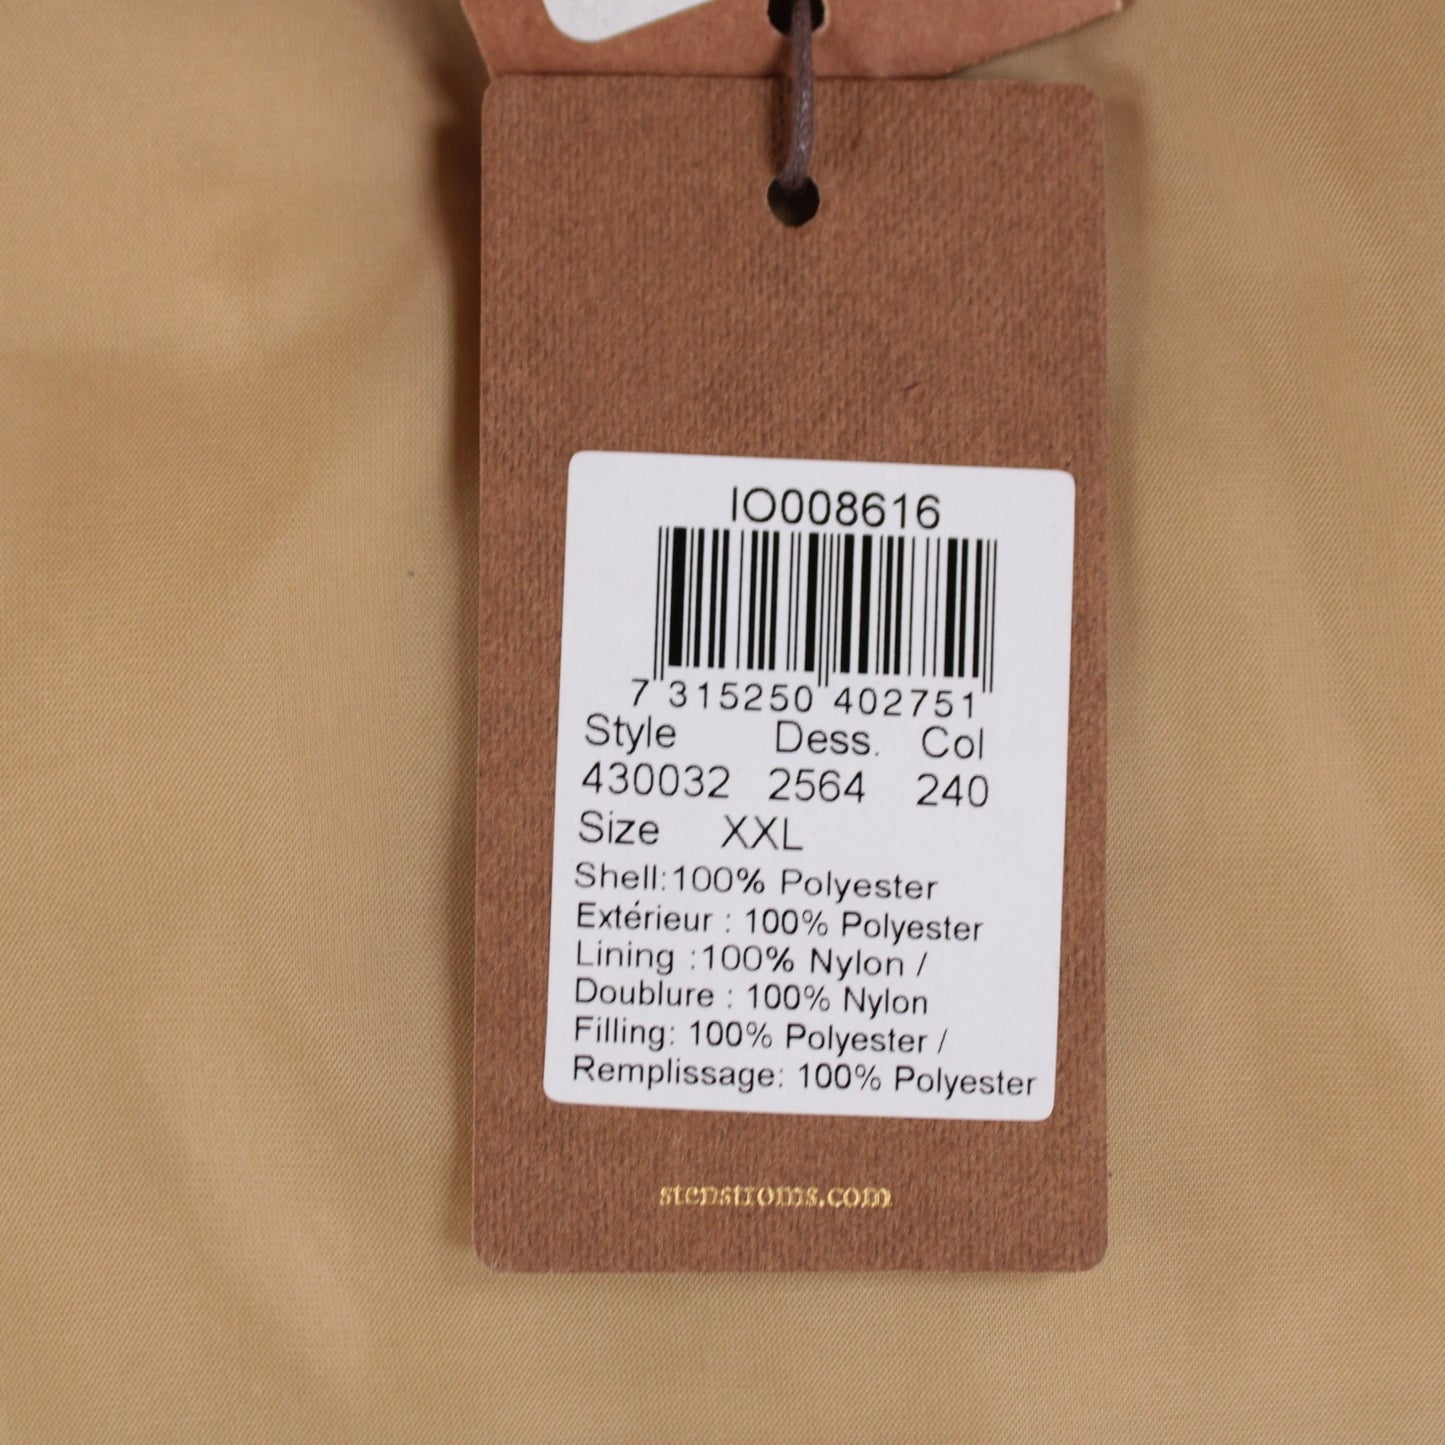 IO008616
7 315250 402751
Style Dess. Col
430032 2564 240
Size XXL
Shell:100% Polyester
Extérieur : 100% Polyester
Lining :100% Nylon /
Doublure : 100% Nylon
Filling: 100% Polyester /
Remplissage: 100% Polyester
stenstroms.com